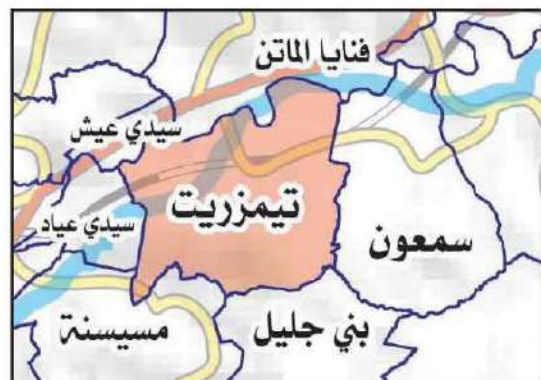 فنايا الماتن
سيدي عيش
تيمزريت
سيدي عياد
سمعون
مسيسنة
بني جليل